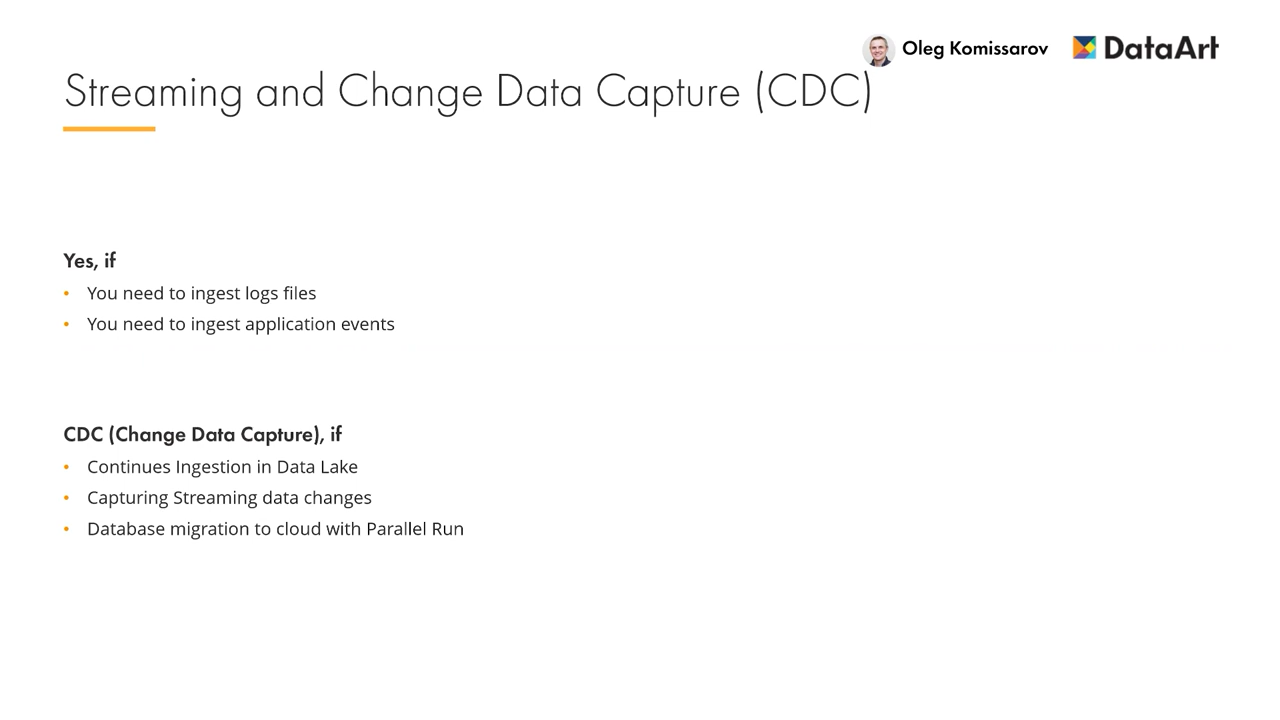 Oleg Komissarov
DataArt
Streaming and Change Data Capture (CDC)
Yes, if
• You need to ingest logs files
• You need to ingest application events
CDC (Change Data Capture), if
• Continues Ingestion in Data Lake
• Capturing Streaming data changes
• Database migration to cloud with Parallel Run